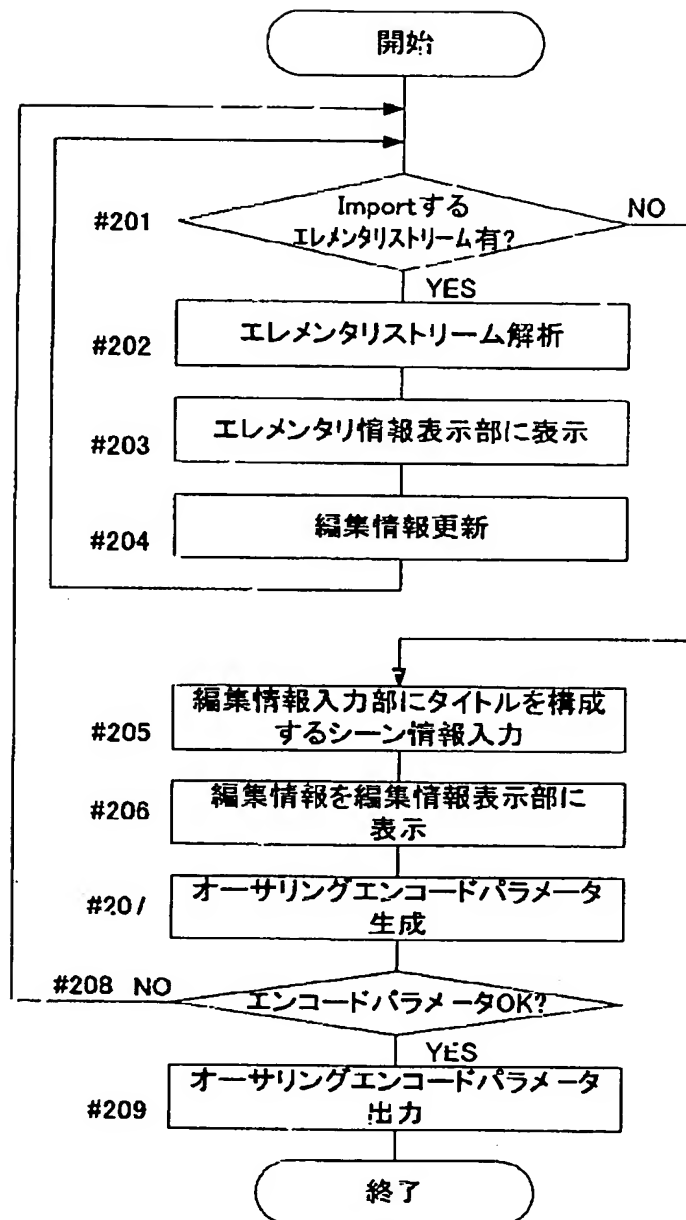 開始
#201
Importする
エレメンタリストリーム有?
NO
YES
#202
エレメンタリストリーム解析
#203
エレメンタリ情報表示部に表示
#204
編集情報更新
#205
編集情報入力部にタイトルを構成
するシーン情報入力
#206
編集情報を編集情報表示部に
表示
#207
オーサリングエンコードパラメータ
生成
#208
NO
エンコードパラメータOK?
YES
#209
オーサリングエンコードパラメータ
出力
終了